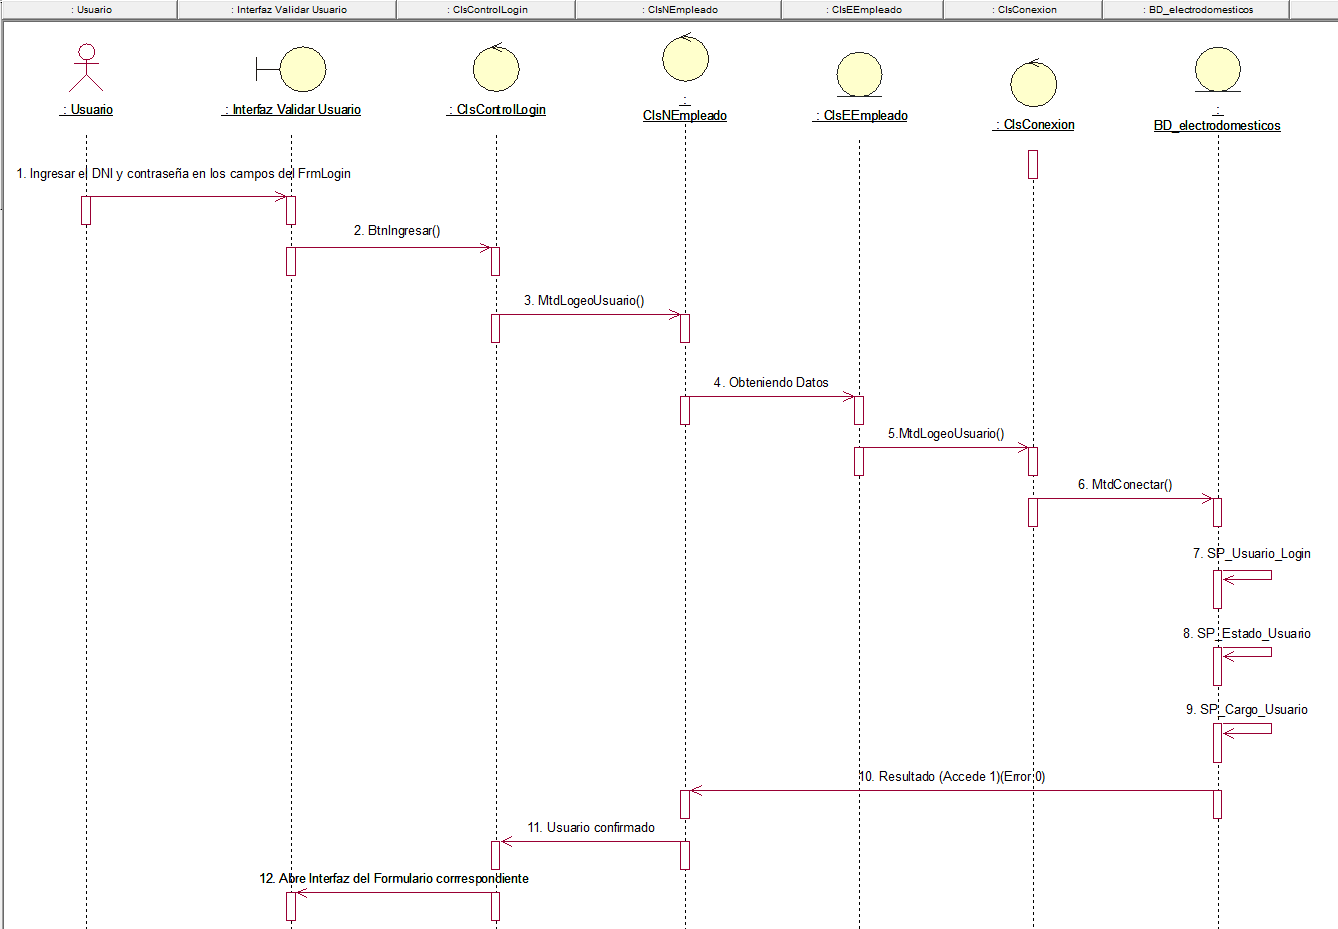 : Usuario
: Interfaz Validar Usuario
: ClsControlLogin
: ClsNEmpleado
: ClsEEmpleado
: ClsConexion
: BD_electrodomesticos
: Usuario
: Interfaz Validar Usuario
: ClsControlLogin
:
ClsNEmpleado
: ClsEEmpleado
: ClsConexion
:
BD_electrodomesticos
1. Ingresar el DNI y contraseña en los campos del FrmLogin
2. BtnIngresar()
3. MtdLogeoUsuario()
4. Obteniendo Datos
5.MtdLogeoUsuario()
6. MtdConectar()
7. SP_Usuario_Login
8. SP_Estado_Usuario
9. SP_Cargo_Usuario
10. Resultado (Accede 1)(Error 0)
11. Usuario confirmado
12. Abre Interfaz del Formulario corrrespondiente